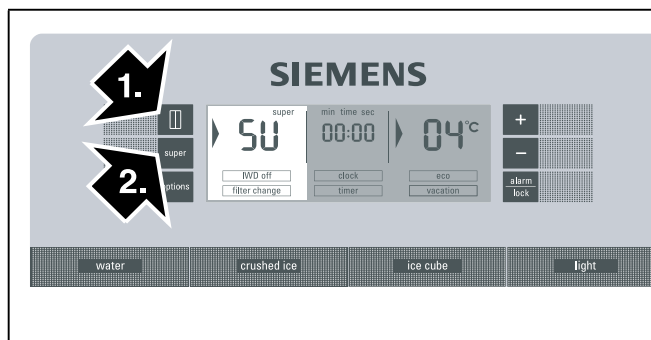 1.
SIEMENS
super
SU
super
min time sec
00:00
04°C
+
−
2.
ptions
IWD off
filter change
clock
timer
eco
vacation
alarm
lock
water
crushed ice
ice cube
light